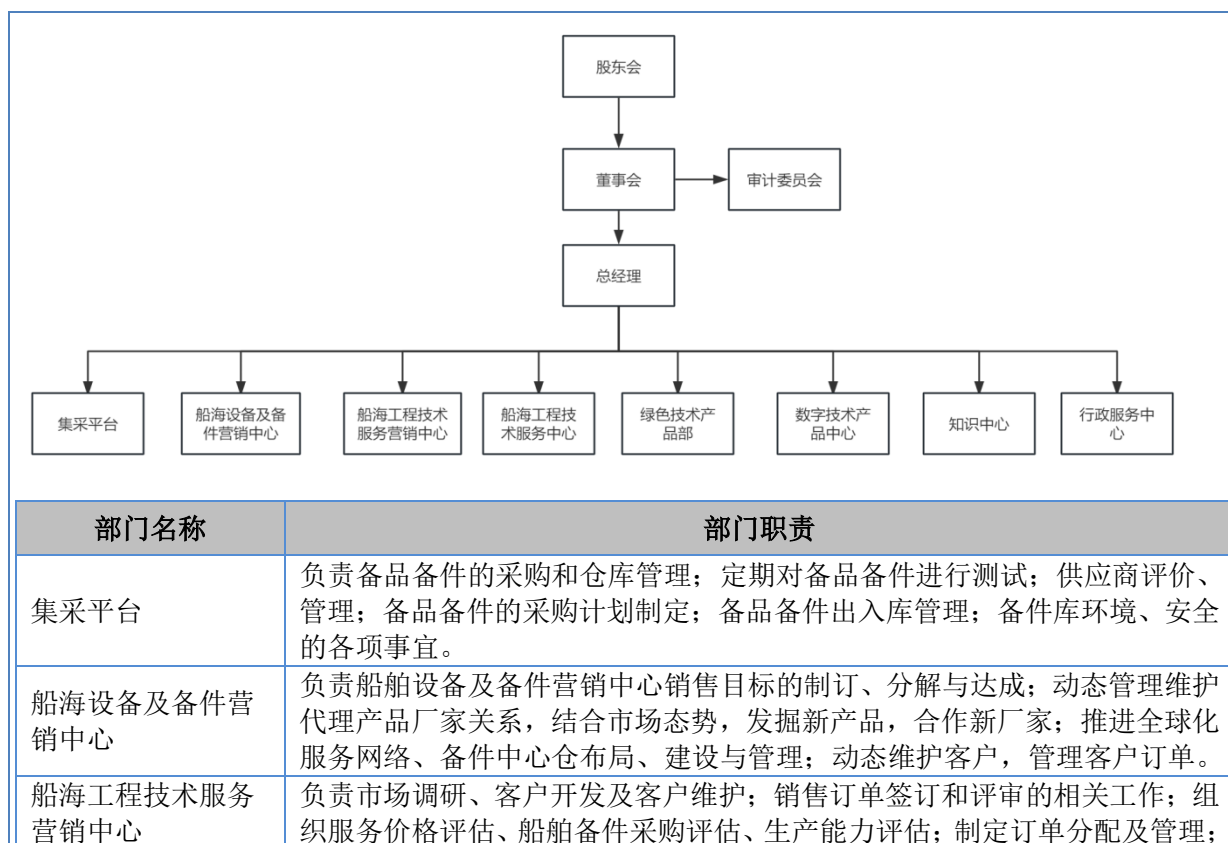 股东会
董事会
审计委员会
总经理
集采平台
船海设备及备
件营销中心
船海工程技术
服务营销中心
船海工程技
术服务中心
绿色技术产
品部
数字技术产
品中心
知识中心
行政服务中
心
部门名称
部门职责
集采平台
负责备品备件的采购和仓库管理；定期对备品备件进行测试；供应商评价、
管理；备品备件的采购计划制定；备品备件出入库管理；备件库环境、安全
的各项事宜。
船海设备及备件营
销中心
负责船舶设备及备件营销中心销售目标的制订、分解与达成；动态管理维护
代理产品厂家关系，结合市场态势，发掘新产品，合作新厂家；推进全球化
服务网络、备件中心仓布局、建设与管理；动态维护客户，管理客户订单。
船海工程技术服务
营销中心
负责市场调研、客户开发及客户维护；销售订单签订和评审的相关工作；组
织服务价格评估、船舶备件采购评估、生产能力评估；制定订单分配及管理；